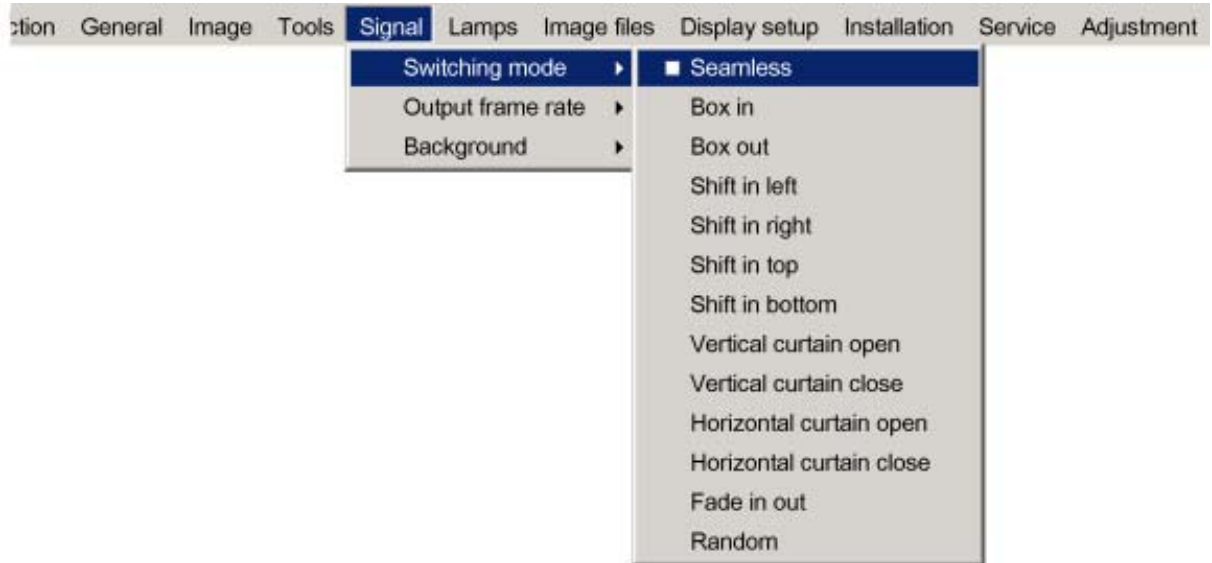 ction General Image Tools Signal Lamps Image files Display setup Installation Service Adjustment
Switching mode
Output frame rate
Background
Seamless
Box in
Box out
Shift in left
Shift in right
Shift in top
Shift in bottom
Vertical curtain open
Vertical curtain close
Horizontal curtain open
Horizontal curtain close
Fade in out
Random